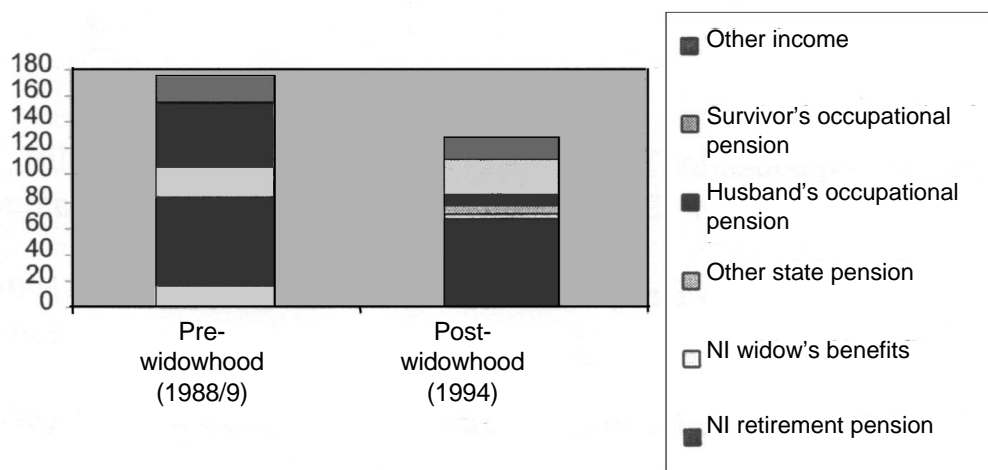 180
160
140
120
100
80
60
40
20
0
Pre-
widowhood
(1988/9)
Post-
widowhood
(1994)
Other income
Survivor's occupational
pension
Husband's occupational
pension
Other state pension
NI widow's benefits
NI retirement pension